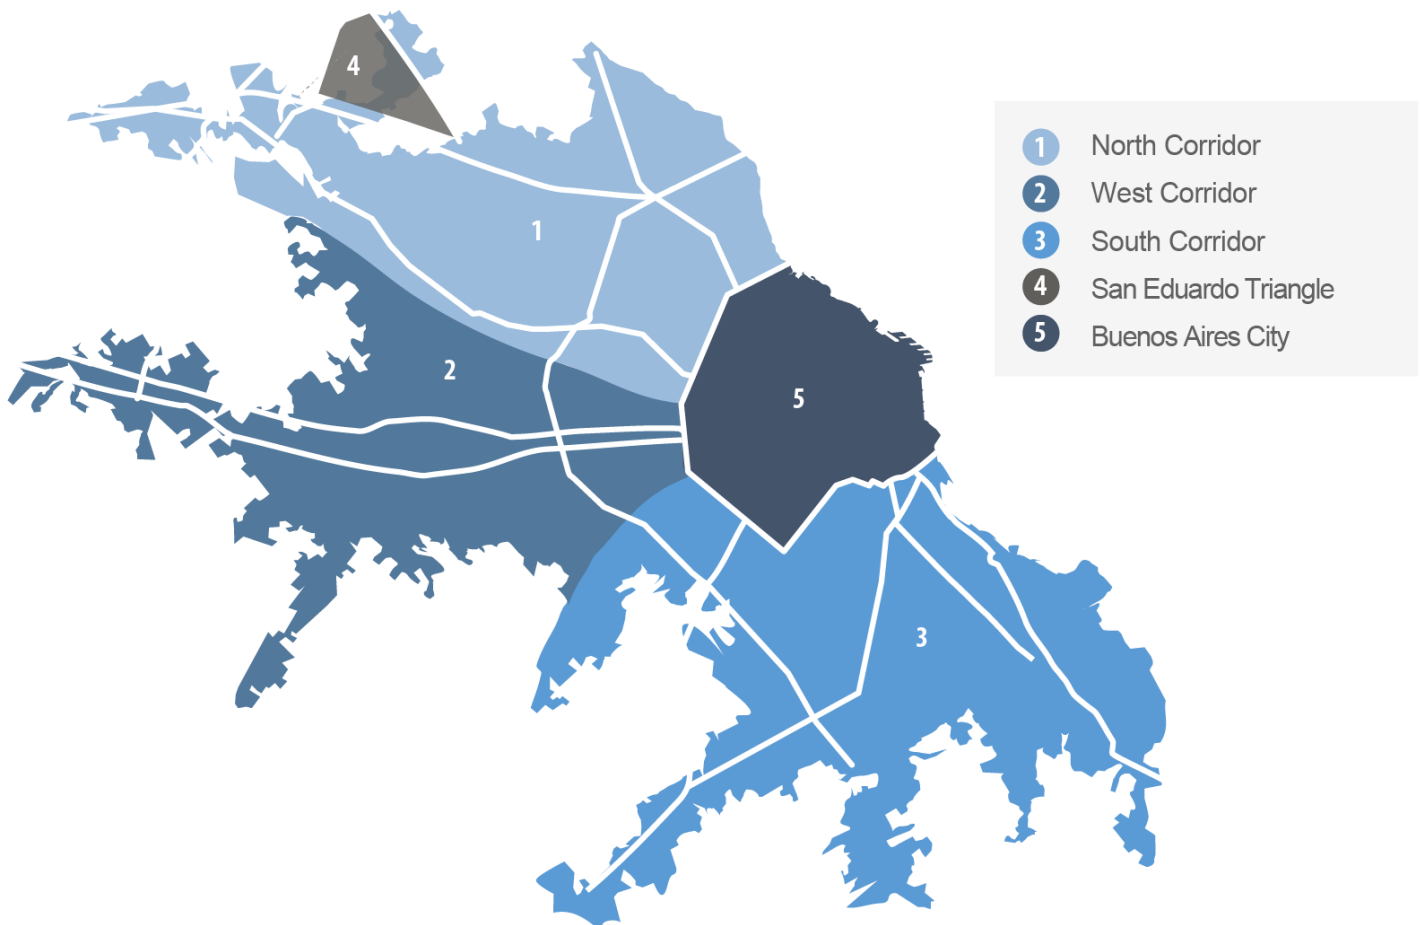 4
1
2
5
3
1 North Corridor
2 West Corridor
3 South Corridor
4 San Eduardo Triangle
5 Buenos Aires City